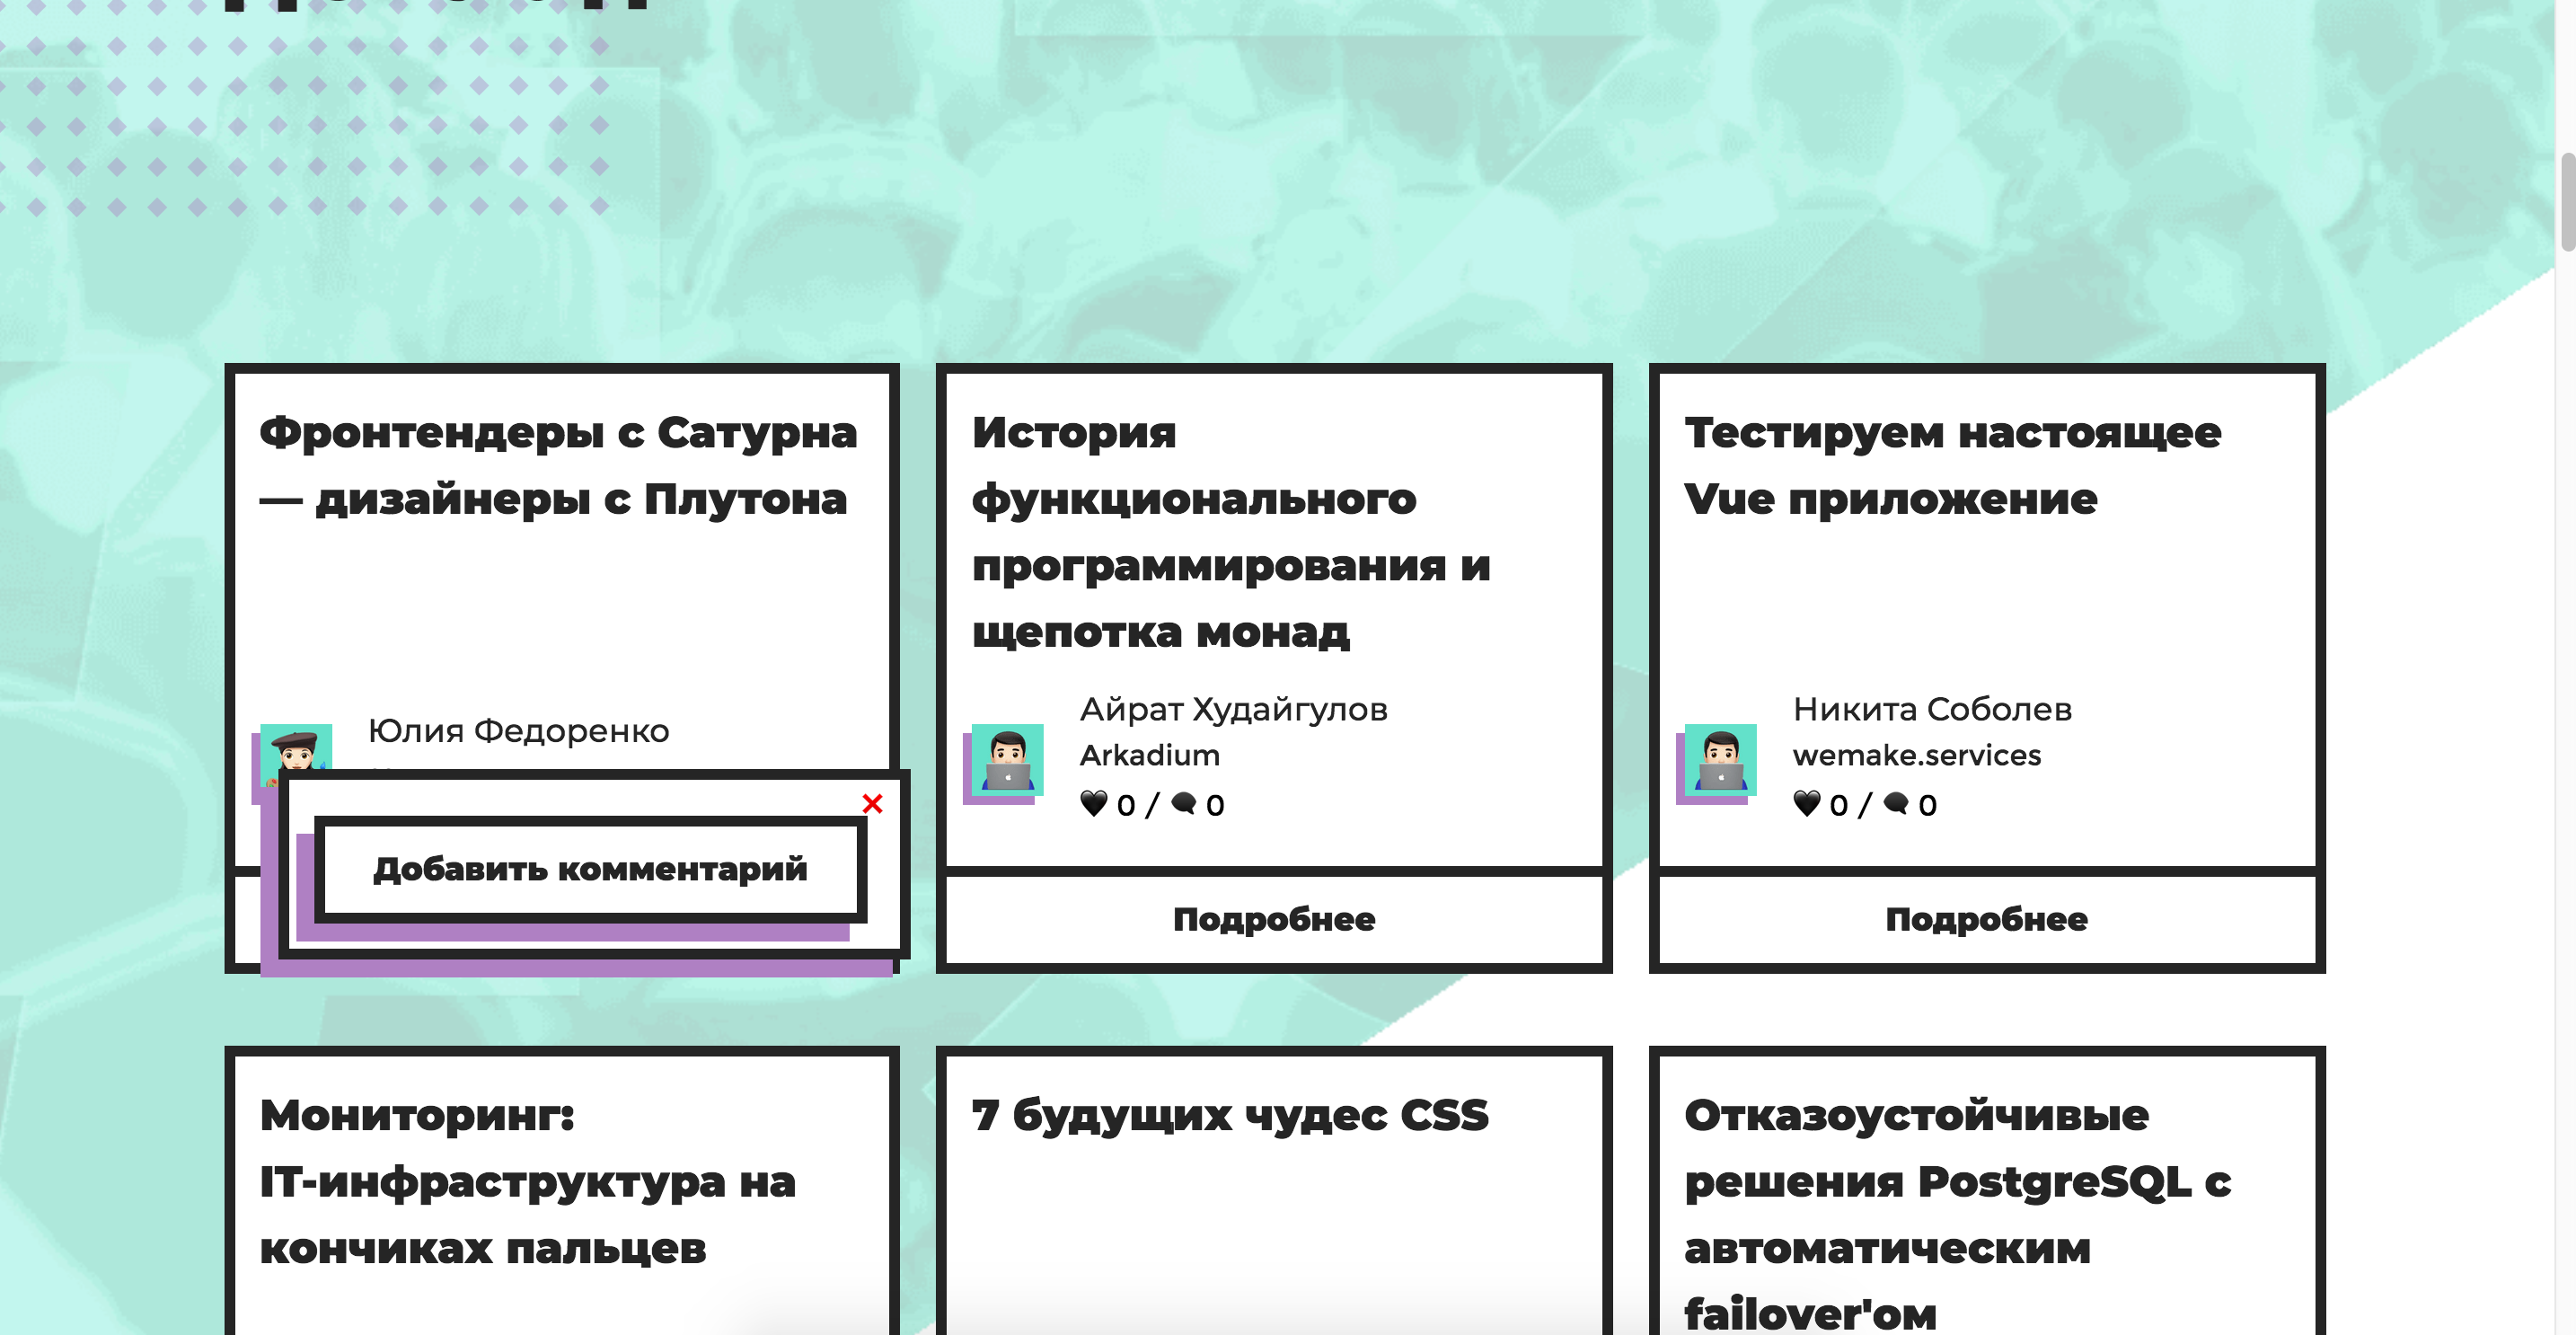 Фронтендеры с Сатурна
— дизайнеры с Плутона
Юлия Федоренко
×
Добавить комментарий
История
функционального
программирования и
щепотка монад
Айрат Худайгулов
Arkadium
0 / 0
Подробнее
Тестируем настоящее
Vue приложение
Никита Соболев
wemake.services
0 / 0
Подробнее
Мониторинг:
IT-инфраструктура на
кончиках пальцев
7 будущих чудес CSS
Отказоустойчивые
решения PostgreSQL с
автоматическим
failover'ом